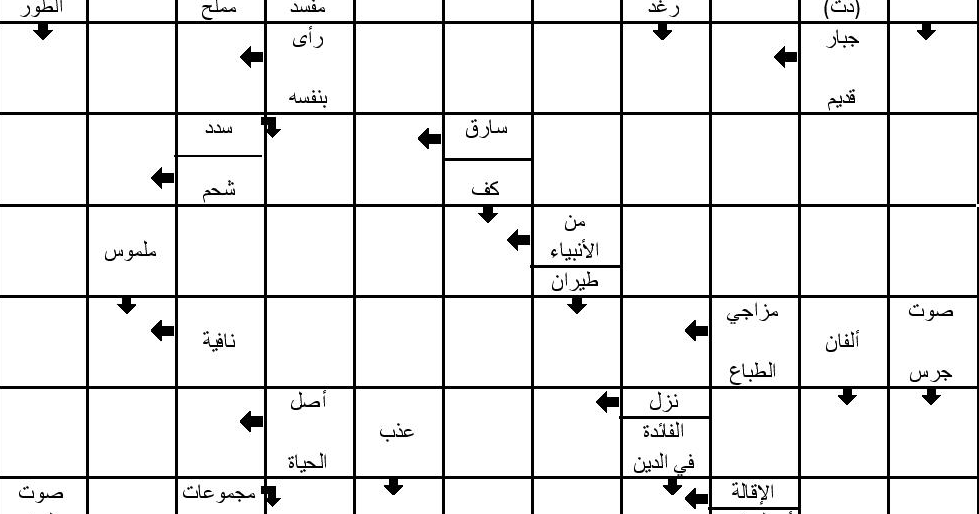 (دت)
رغد
مفسد
مملح
الطور
جبار
قديم
رأى
بنفسه
سارق
كف
سدد
شحم
من
الأنبياء
طيران
ملموس
صوت
جرس
ألفان
مزاجي
الطباع
نافية
نزل
الفائدة
في الدين
عذب
أصل
الحياة
الإقالة
مجموعات
صوت